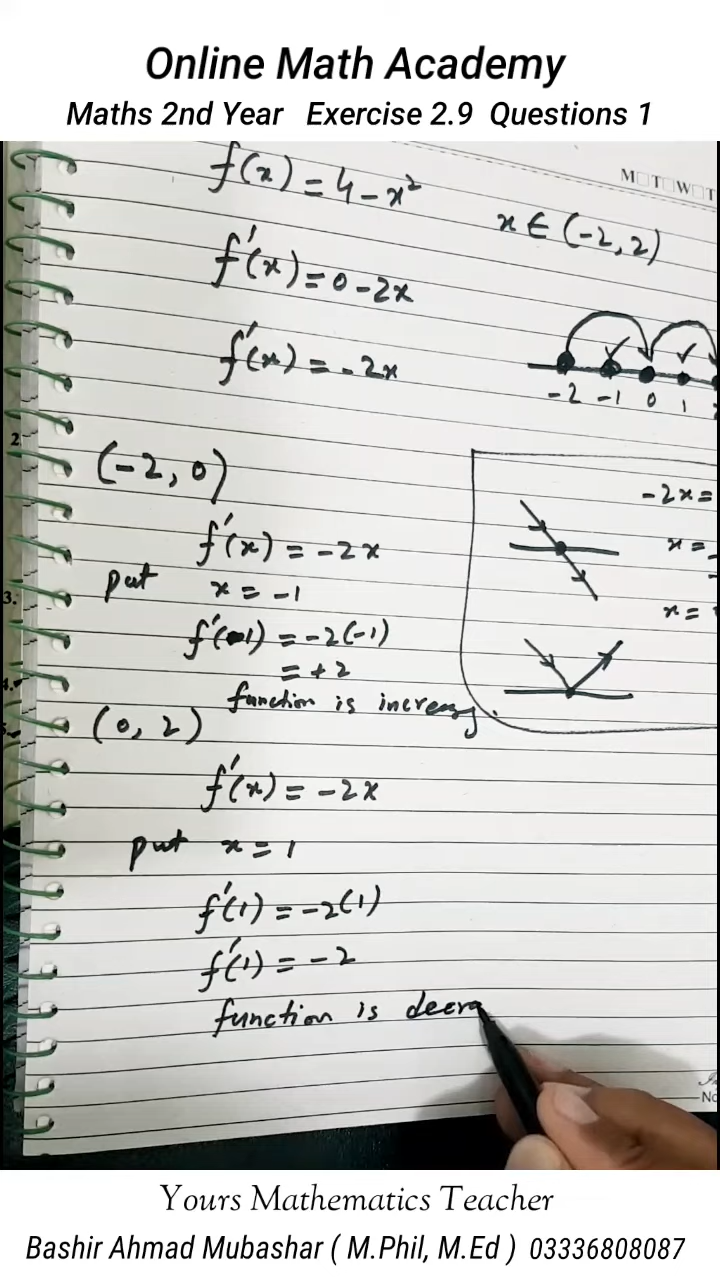 Online Math Academy
Maths 2nd Year Exercise 2.9 Questions 1
M□T□W□T
f(x) = 4 - x²
x ∈ (-2, 2)
f'(x) = 0 - 2x
f'(x) = -2x
-2 -1 0 1
2
(-2, 0)
-2x =
f'(x) = -2x
x =
put x = -1
3.
x =
f'(-1) = -2(-1)
= +2
function is increasing.
(0, 2)
f'(x) = -2x
put x = 1
f'(1) = -2(1)
f'(1) = -2
function is decre
No
Yours Mathematics Teacher
Bashir Ahmad Mubashar ( M.Phil, M.Ed ) 03336808087